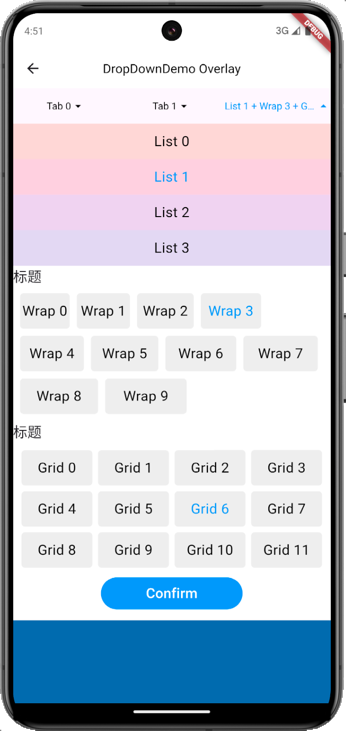 4:51
3G
DEBUG
DropDownDemo Overlay
Tab 0
Tab 1
List 1 + Wrap 3 + G...
List 0
List 1
List 2
List 3
标题
Wrap 0 Wrap 1 Wrap 2 Wrap 3
Wrap 4 Wrap 5 Wrap 6 Wrap 7
Wrap 8 Wrap 9
标题
Grid 0 Grid 1 Grid 2 Grid 3
Grid 4 Grid 5 Grid 6 Grid 7
Grid 8 Grid 9 Grid 10 Grid 11
Confirm